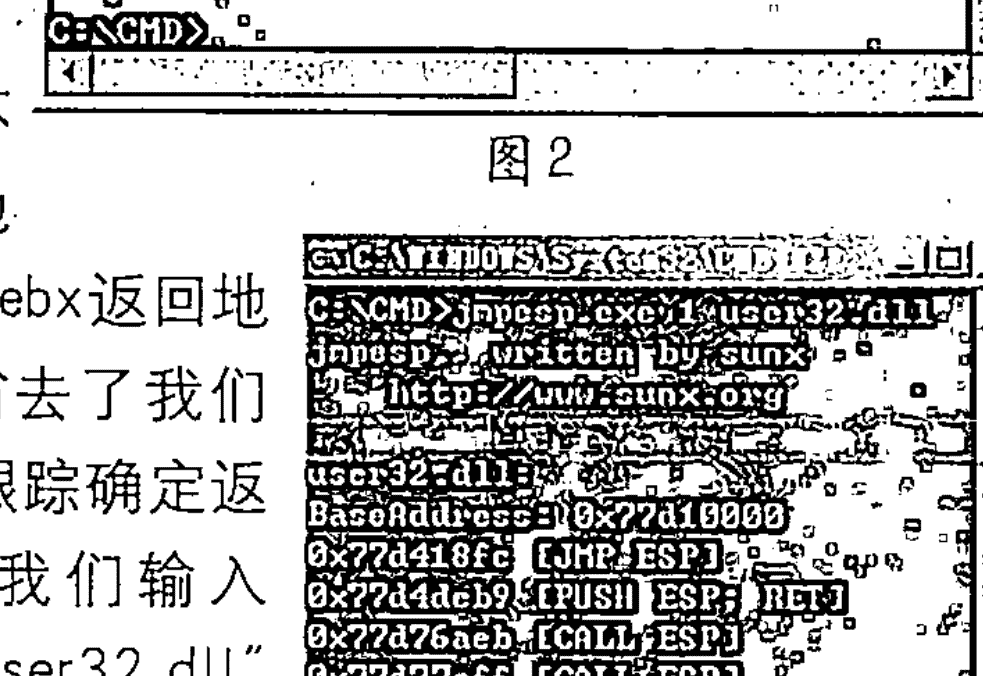 C:\CMD>
图2
ebx返回地
去了我们
踪确定返
我们输入
ser32.dll"
C:\CMD>jmpesp.exe 1 user32.dll
jmpesp. written by sunx
http://www.sunx.org
user32.dll:
BaseAddress: 0x77d10000
0x77d418fc [JMP ESP]
0x77d4dcb9 [PUSH ESP; RET]
0x77d76aeb [CALL ESP]